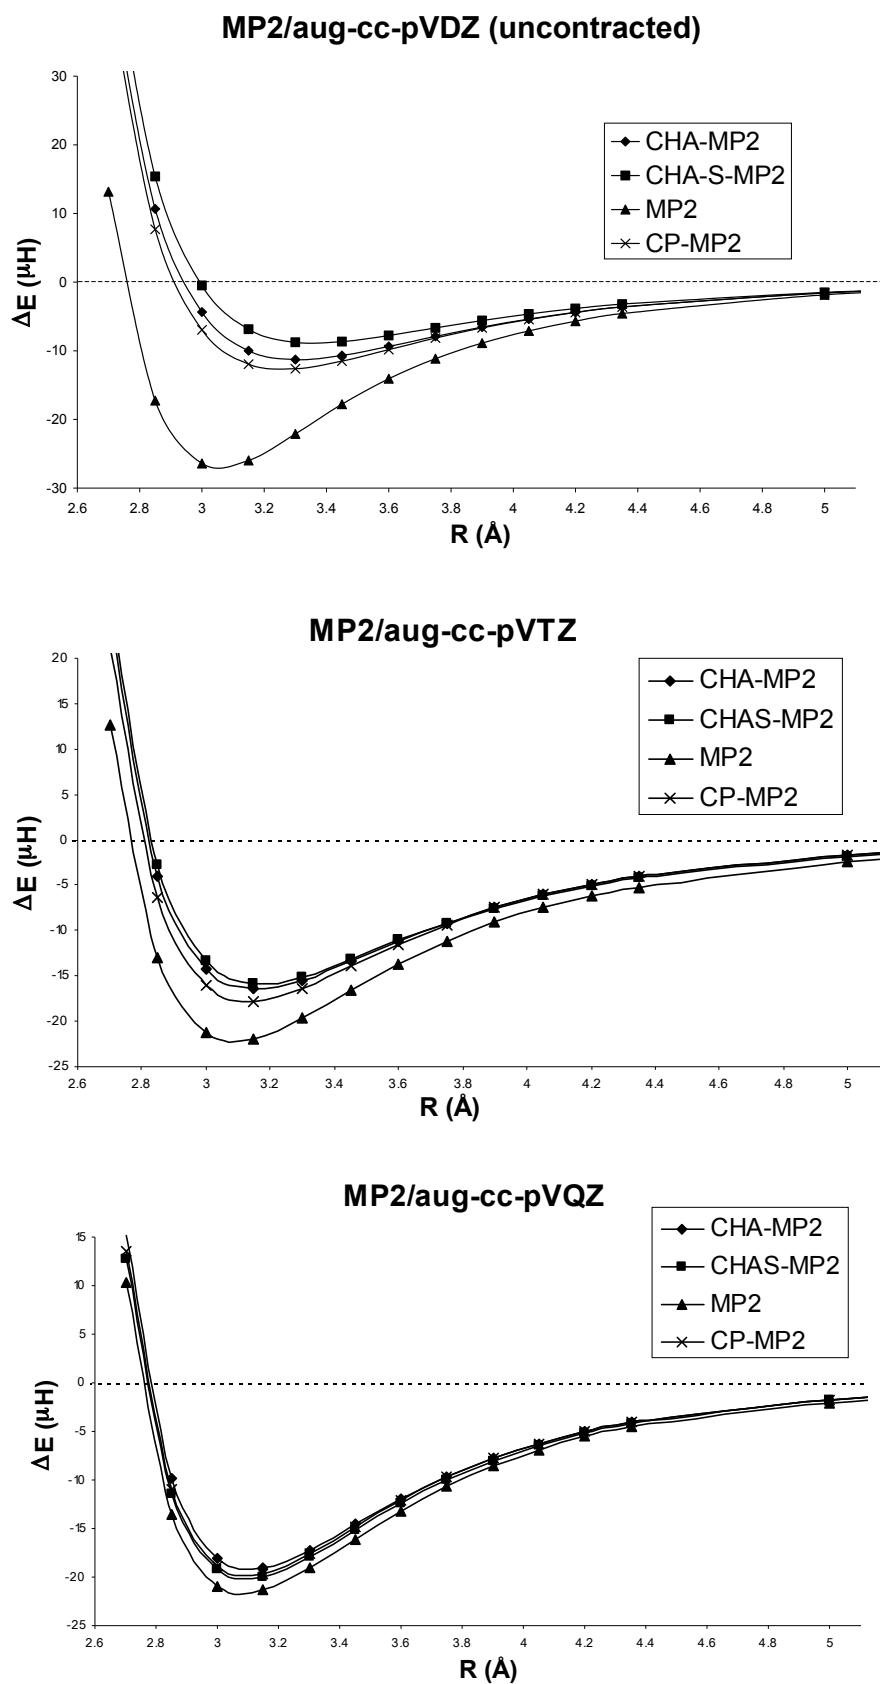 MP2/aug-cc-pVDZ (uncontracted)
30
20
10
0
-10
-20
-30
ΔE (μH)
CHA-MP2
CHA-S-MP2
MP2
CP-MP2
2.6 2.8 3 3.2 3.4 3.6 3.8 4 4.2 4.4 4.6 4.8 5
R (Å)
MP2/aug-cc-pVTZ
20
15
10
5
0
-5
-10
-15
-20
-25
ΔE (μH)
CHA-MP2
CHAS-MP2
MP2
CP-MP2
2.6 2.8 3 3.2 3.4 3.6 3.8 4 4.2 4.4 4.6 4.8 5
R (Å)
MP2/aug-cc-pVQZ
15
10
5
0
-5
-10
-15
-20
-25
ΔE (μH)
CHA-MP2
CHAS-MP2
MP2
CP-MP2
2.6 2.8 3 3.2 3.4 3.6 3.8 4 4.2 4.4 4.6 4.8 5
R (Å)